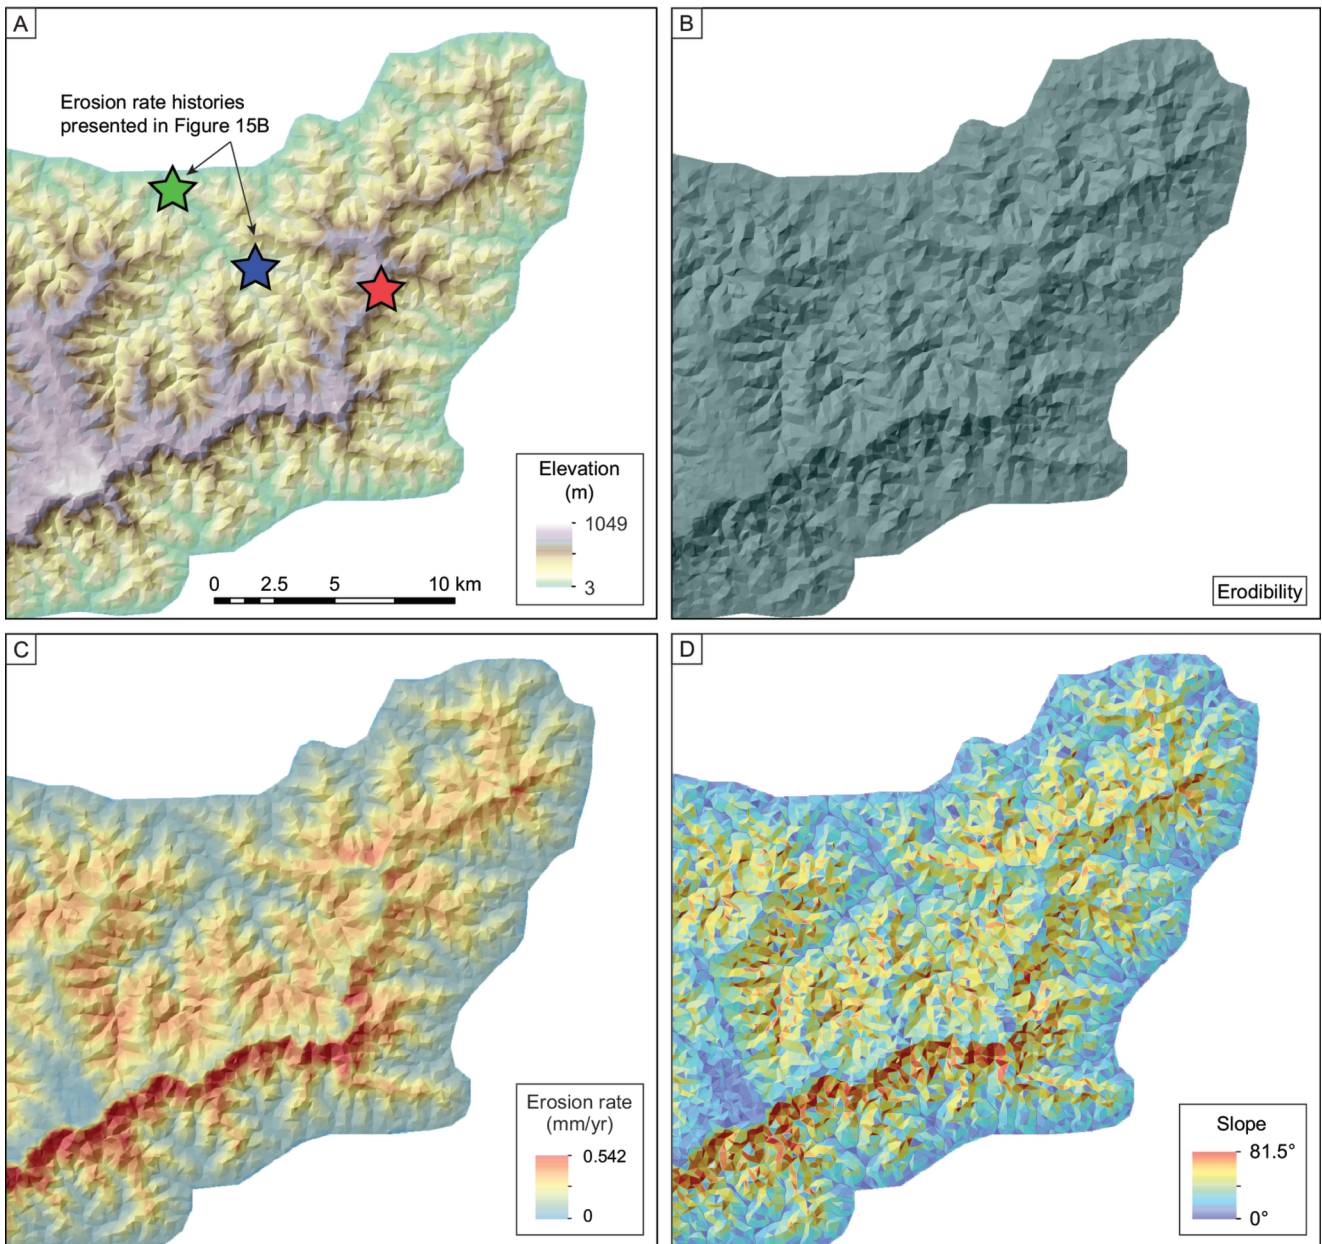 A
Erosion rate histories
presented in Figure 15B
Elevation
(m)
1049
3
0 2.5 5 10 km
B
Erodibility
C
Erosion rate
(mm/yr)
0.542
0
D
Slope
81.5°
0°